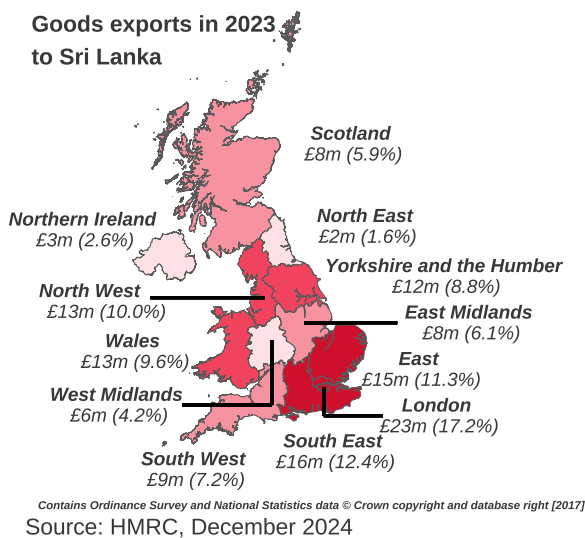 Goods exports in 2023
to Sri Lanka
Scotland
£8m (5.9%)
Northern Ireland
£3m (2.6%)
North East
£2m (1.6%)
Yorkshire and the Humber
£12m (8.8%)
North West
£13m (10.0%)
East Midlands
£8m (6.1%)
Wales
£13m (9.6%)
East
£15m (11.3%)
West Midlands
£6m (4.2%)
London
£23m (17.2%)
South East
£16m (12.4%)
South West
£9m (7.2%)
Contains Ordinance Survey and National Statistics data © Crown copyright and database right [2017]
Source: HMRC, December 2024